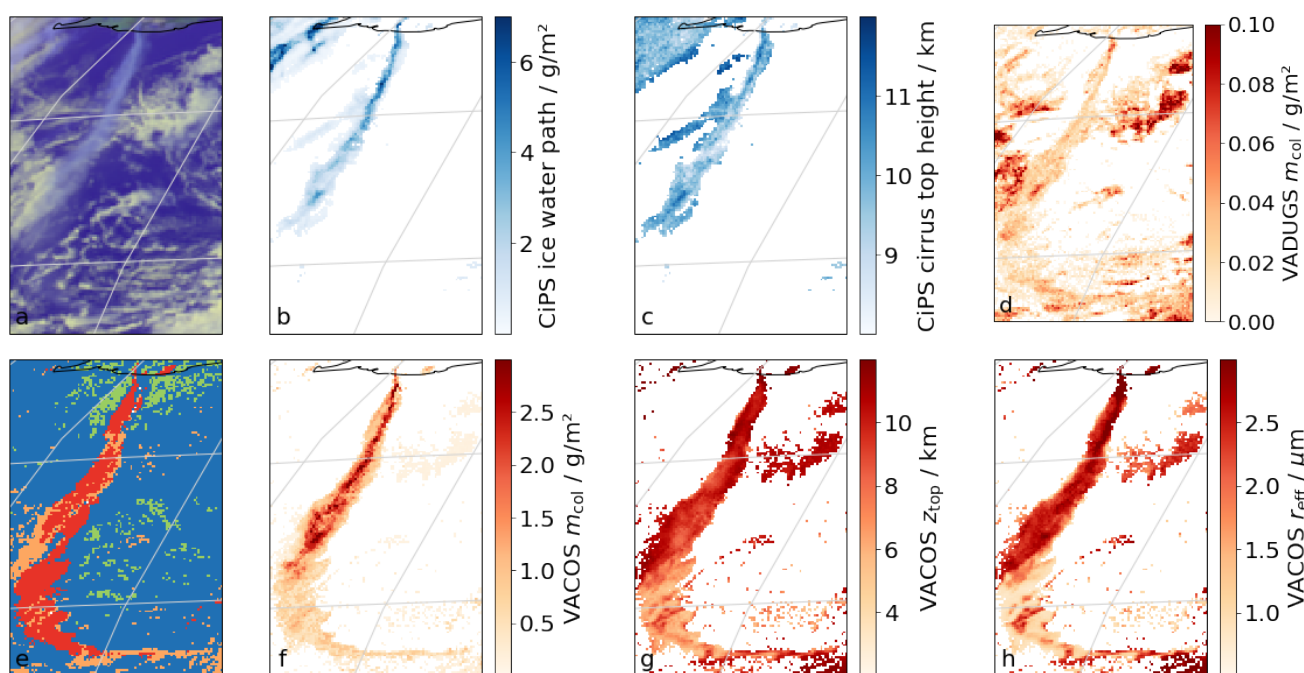 a
b
6
4
2
CiPS ice water path / g/m²
c
11
10
9
CiPS cirrus top height / km
d
0.10
0.08
0.06
0.04
0.02
0.00
VADUGS m_col / g/m²
e
f
2.5
2.0
1.5
1.0
0.5
VACOS m_col / g/m²
g
10
8
6
4
VACOS z_top / km
h
2.5
2.0
1.5
1.0
VACOS r_eff / μm